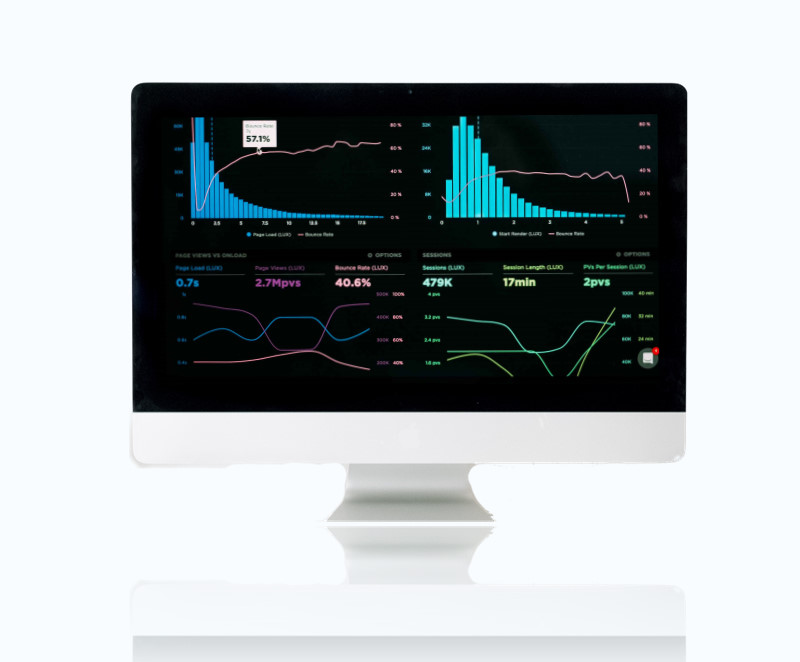 Bounce Rate
57.1%
80 %
60 %
40 %
20 %
0 %
0 2.5 5 7.5 10 12.5 15 17.5
Page Load (LUX) Bounce Rate
32K
24K
16K
8K
0
80 %
60 %
40 %
20 %
0 %
0 1 2 3 4 5
Start Render (LUX) Bounce Rate
PAGE VIEWS VS ONLOAD OPTIONS
Page Load (LUX) Page Views (LUX) Bounce Rate (LUX)
0.7s 2.7Mpvs 40.6%
500K 100%
400K 80%
300K 60%
200K 40%
SESSIONS OPTIONS
Sessions (LUX) Session Length (LUX) PVs Per Session (LUX)
479K 17min 2pvs
4 pvs
3.2 pvs
2.4 pvs
1.6 pvs
100K 40 min
80K 32 min
60K 24 min
40K